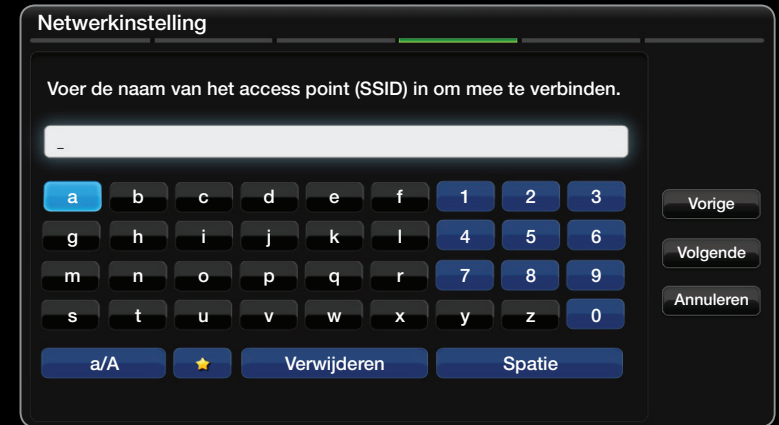 Netwerkinstelling
Voer de naam van het access point (SSID) in om mee te verbinden.
_
a b c d e f 1 2 3
g h i j k l 4 5 6
m n o p q r 7 8 9
s t u v w x y z 0
a/A Verwijderen Spatie
Vorige
Volgende
Annuleren